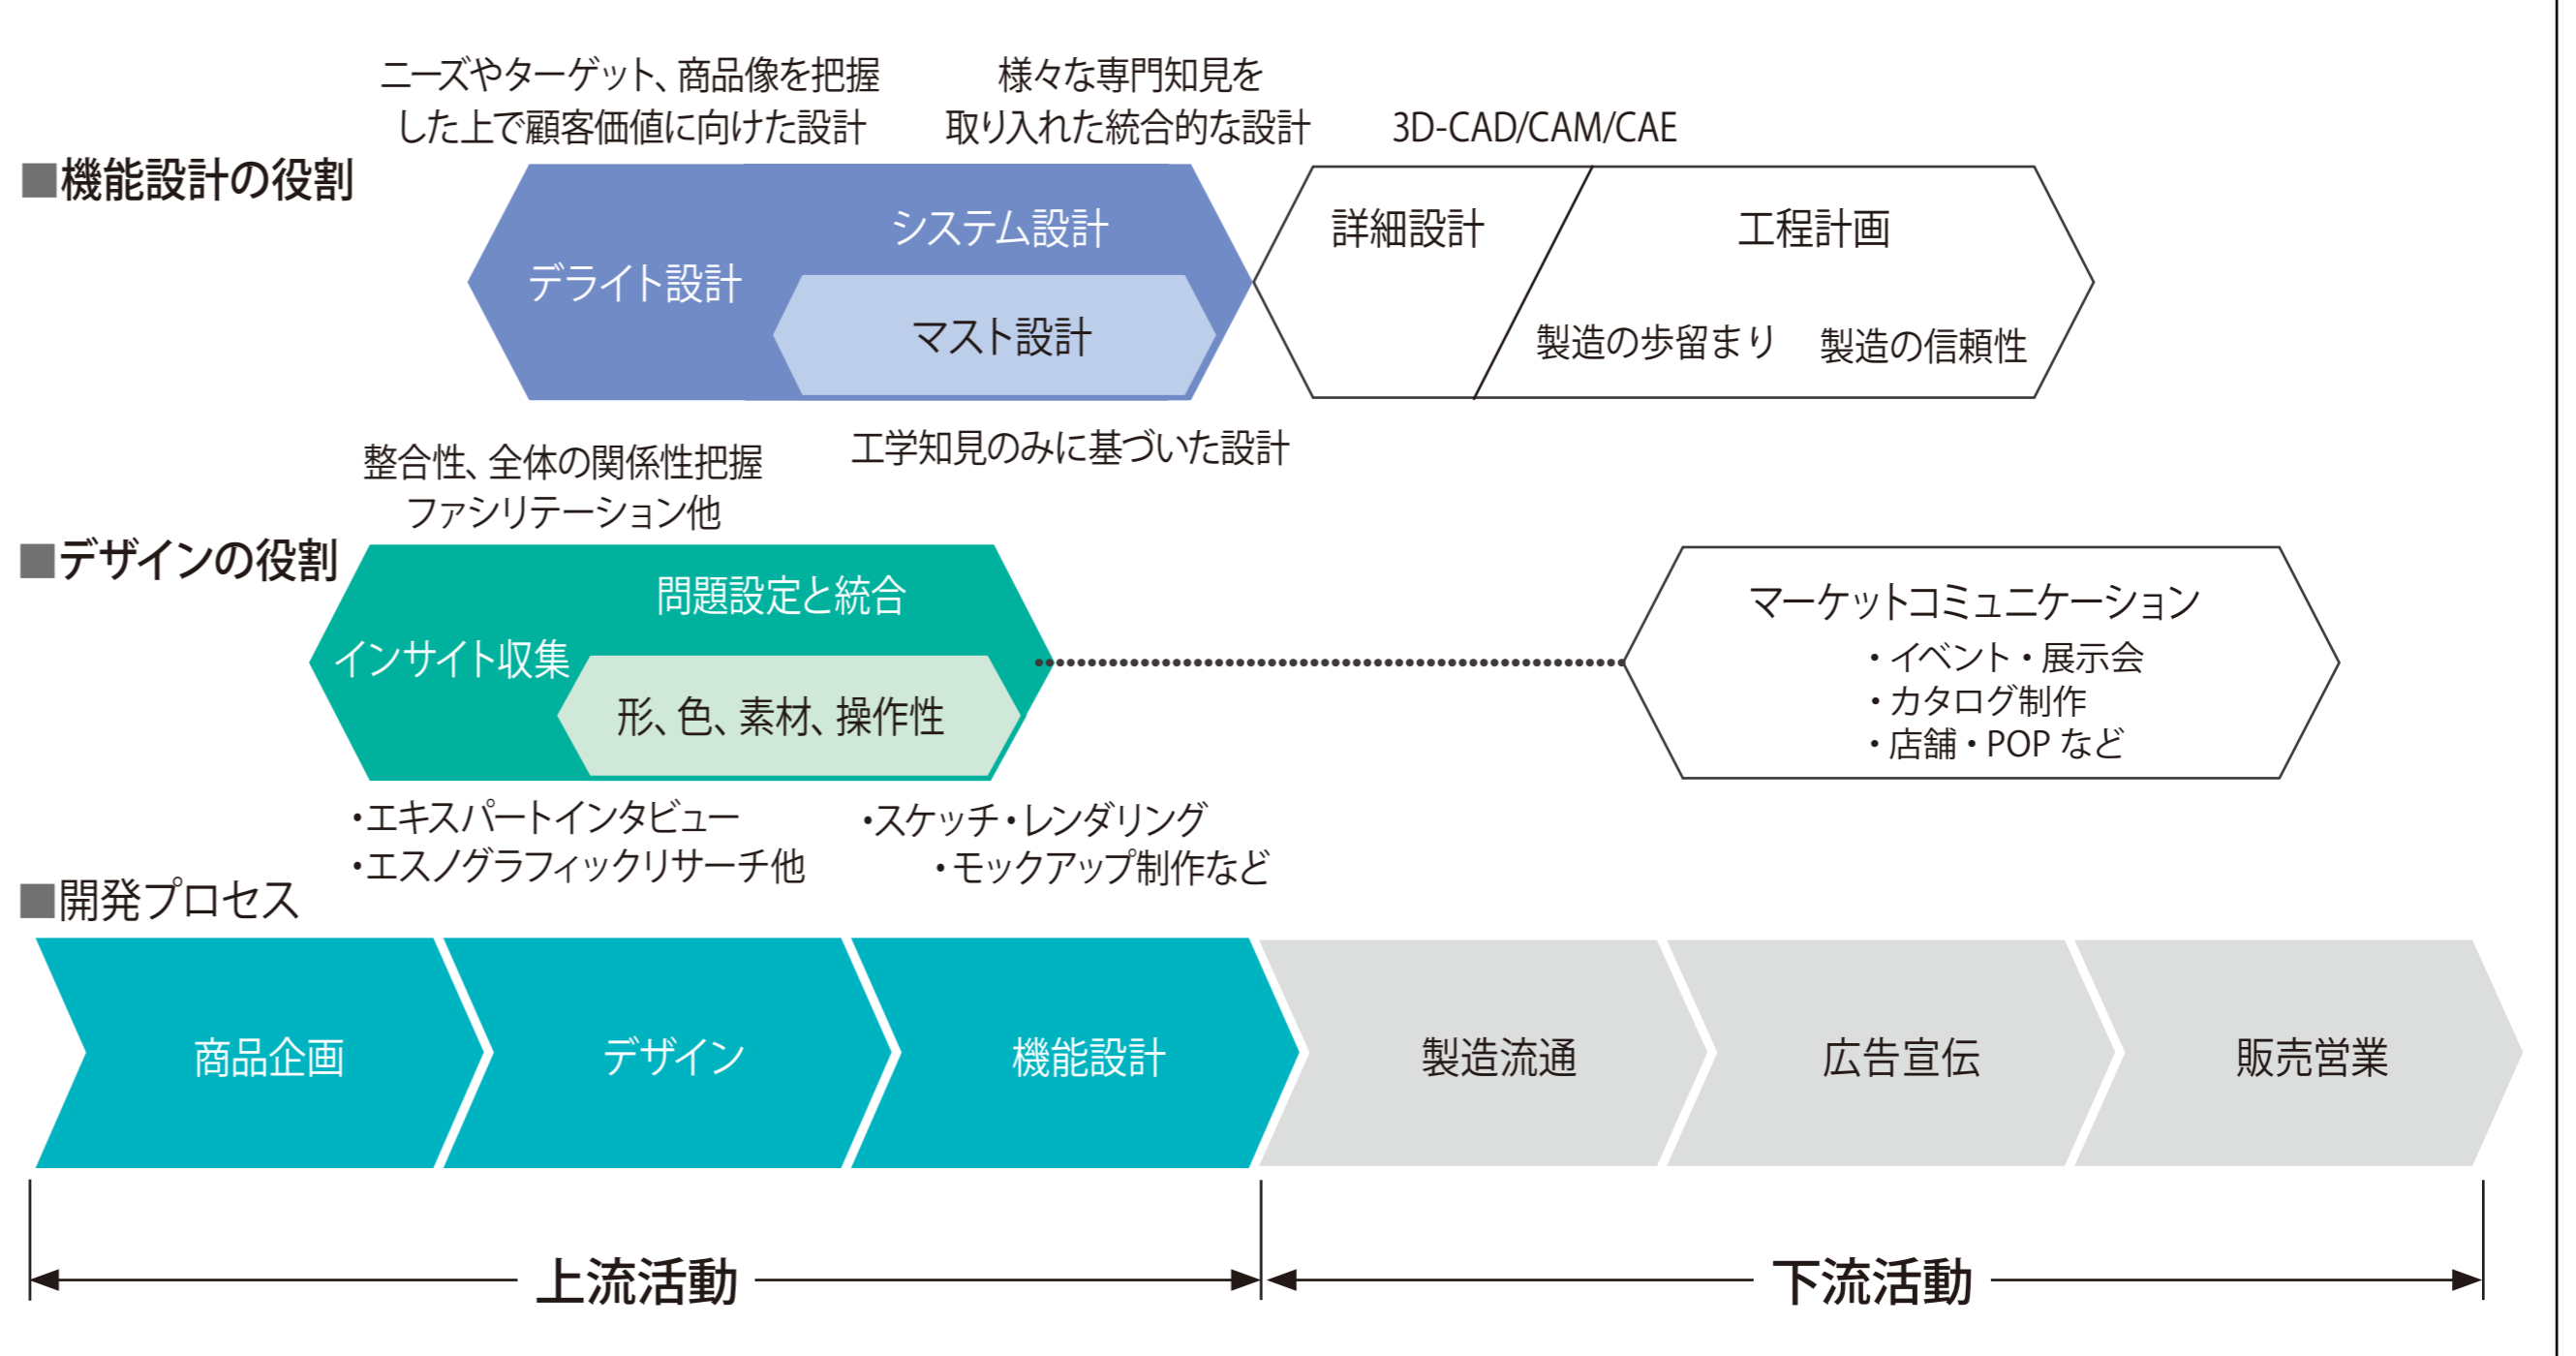 ニーズやターゲット、商品像を把握
した上で顧客価値に向けた設計
様々な専門知見を
取り入れた統合的な設計
3D-CAD/CAM/CAE
■機能設計の役割
デライト設計
システム設計
マスト設計
詳細設計
工程計画
製造の歩留まり
製造の信頼性
工学知見のみに基づいた設計
整合性、全体の関係性把握
ファシリテーション他
■デザインの役割
インサイト収集
問題設定と統合
形、色、素材、操作性
マーケットコミュニケーション
・イベント・展示会
・カタログ制作
・店舗・POP など
・エキスパートインタビュー
・エスノグラフィックリサーチ他
・スケッチ・レンダリング
・モックアップ制作など
■開発プロセス
商品企画
デザイン
機能設計
製造流通
広告宣伝
販売営業
上流活動
下流活動